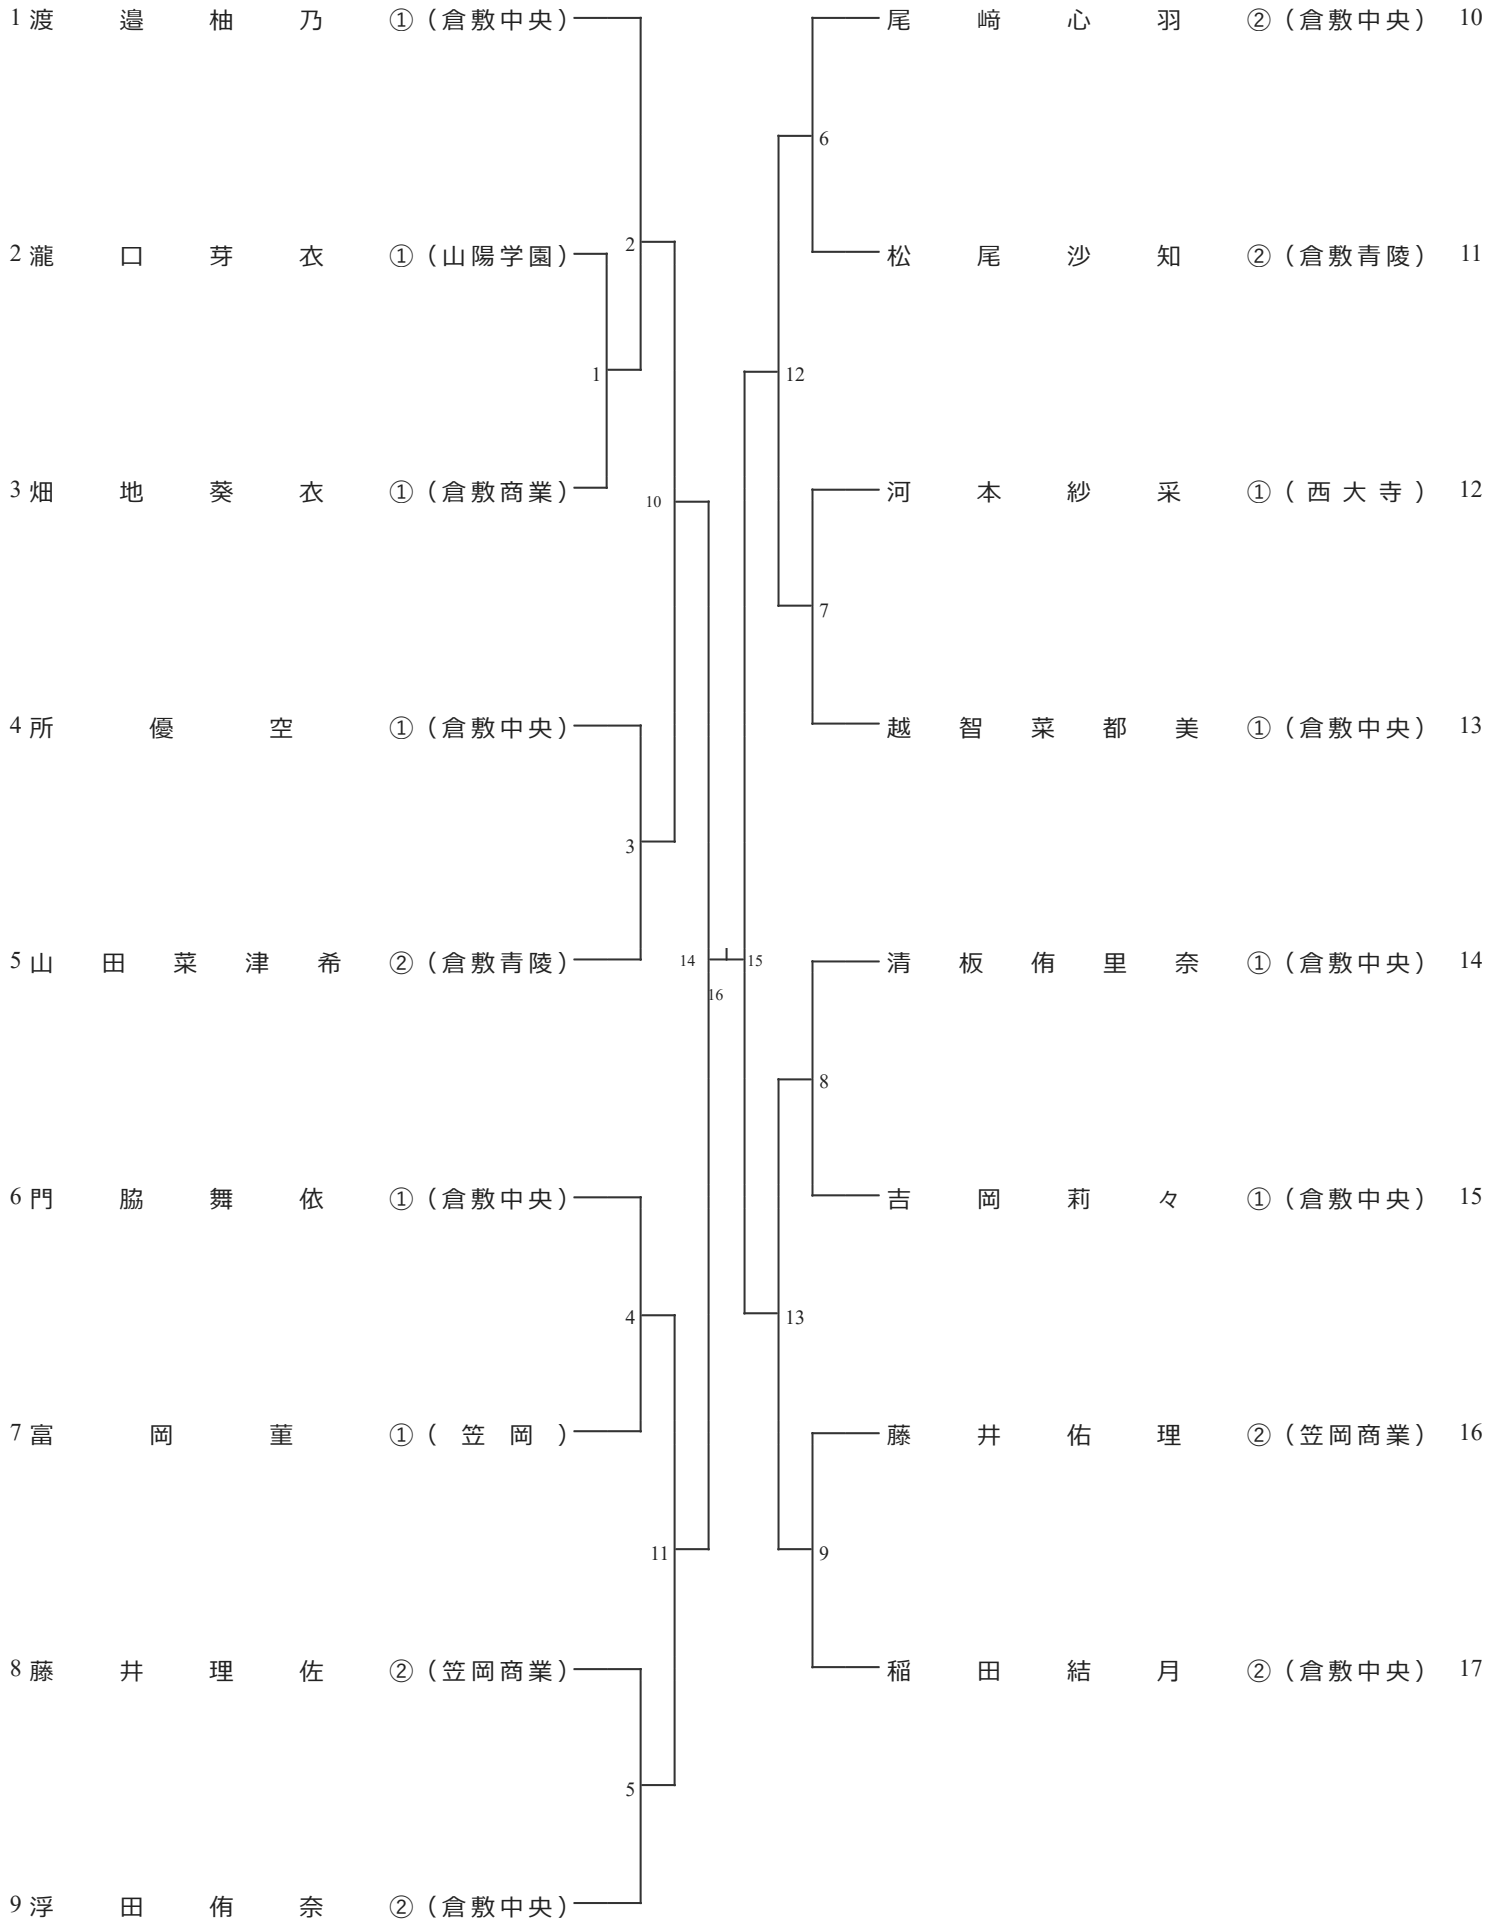 1 渡邉柚乃 ①（倉敷中央）
2 瀧口芽衣 ①（山陽学園）
3 畑地葵衣 ①（倉敷商業）
4 所優空 ①（倉敷中央）
5 山田菜津希 ②（倉敷青陵）
6 門脇舞依 ①（倉敷中央）
7 富岡菫 ①（笠岡）
8 藤井理佐 ②（笠岡商業）
9 浮田侑奈 ②（倉敷中央）
2
1
10
3
14
16
4
11
5
6
12
7
15
8
13
9
尾﨑心羽 ②（倉敷中央） 10
松尾沙知 ②（倉敷青陵） 11
河本紗采 ①（西大寺） 12
越智菜都美 ①（倉敷中央） 13
清板侑里奈 ①（倉敷中央） 14
吉岡莉々 ①（倉敷中央） 15
藤井佑理 ②（笠岡商業） 16
稲田結月 ②（倉敷中央） 17